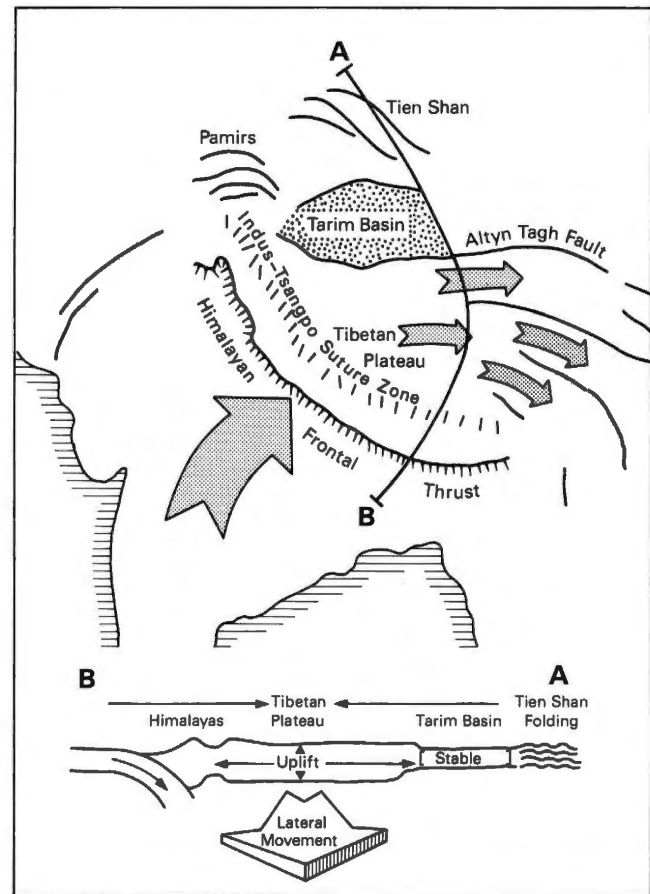 A
Tien Shan
Pamirs
Tarim Basin
Altyn Tagh Fault
Indus-Tsangpo Suture Zone
Tibetan
Plateau
Himalayan
Frontal
Thrust
B
B
A
Tibetan
Plateau
Tien Shan
Folding
Himalayas
Tarim Basin
Uplift
Stable
Lateral
Movement